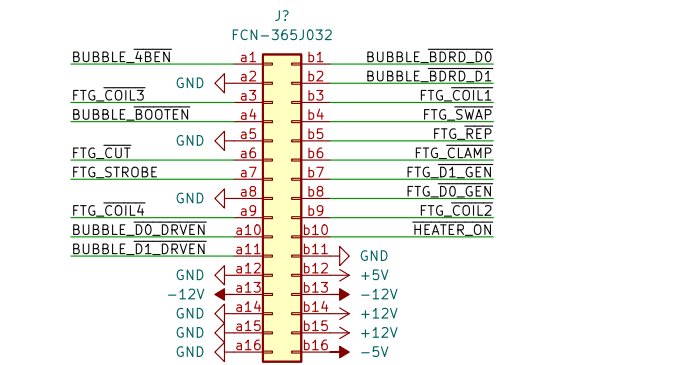 J?
FCN-365J032
BUBBLE_4BEN a1 b1 BUBBLE_BDRD_D0
GND a2 b2 BUBBLE_BDRD_D1
FTG_COIL3 a3 b3 FTG_COIL1
BUBBLE_BOOTEN a4 b4 FTG_SWAP
GND a5 b5 FTG_REP
FTG_CUT a6 b6 FTG_CLAMP
FTG_STROBE a7 b7 FTG_D1_GEN
GND a8 b8 FTG_D0_GEN
FTG_COIL4 a9 b9 FTG_COIL2
BUBBLE_D0_DRVEN a10 b10 HEATER_ON
BUBBLE_D1_DRVEN a11 b11 GND
GND a12 b12 +5V
-12V a13 b13 -12V
GND a14 b14 +12V
GND a15 b15 +12V
GND a16 b16 -5V